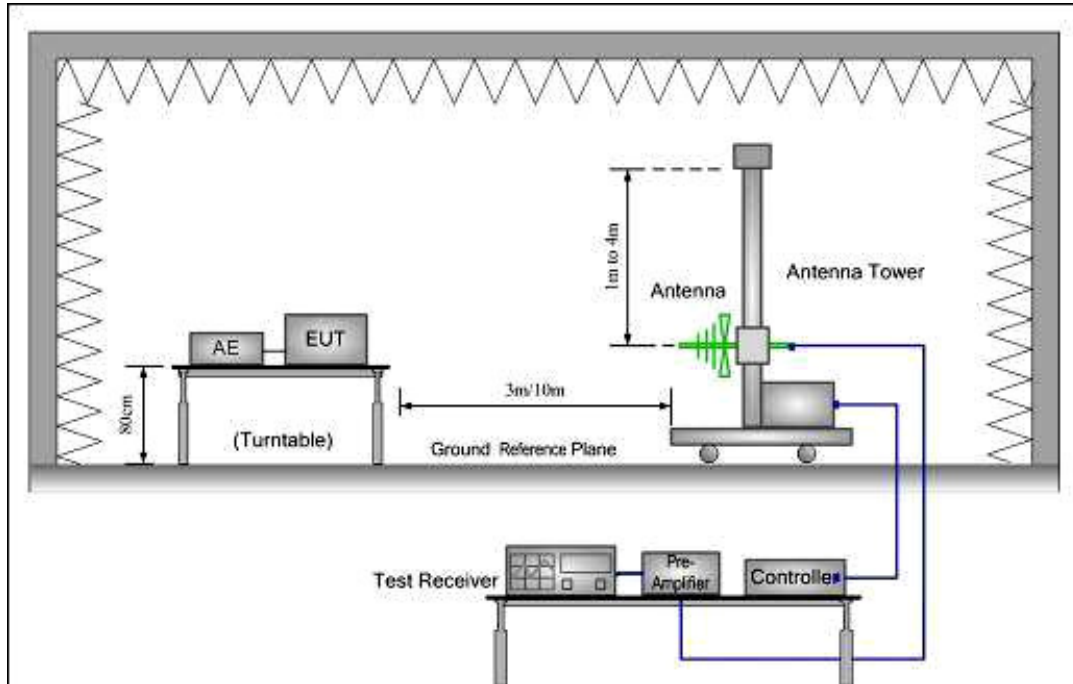 1m to 4m
Antenna
Antenna Tower
AE
EUT
80cm
3m/10m
(Turntable)
Ground Reference Plane
Test Receiver
Pre-
Amplifier
Controller